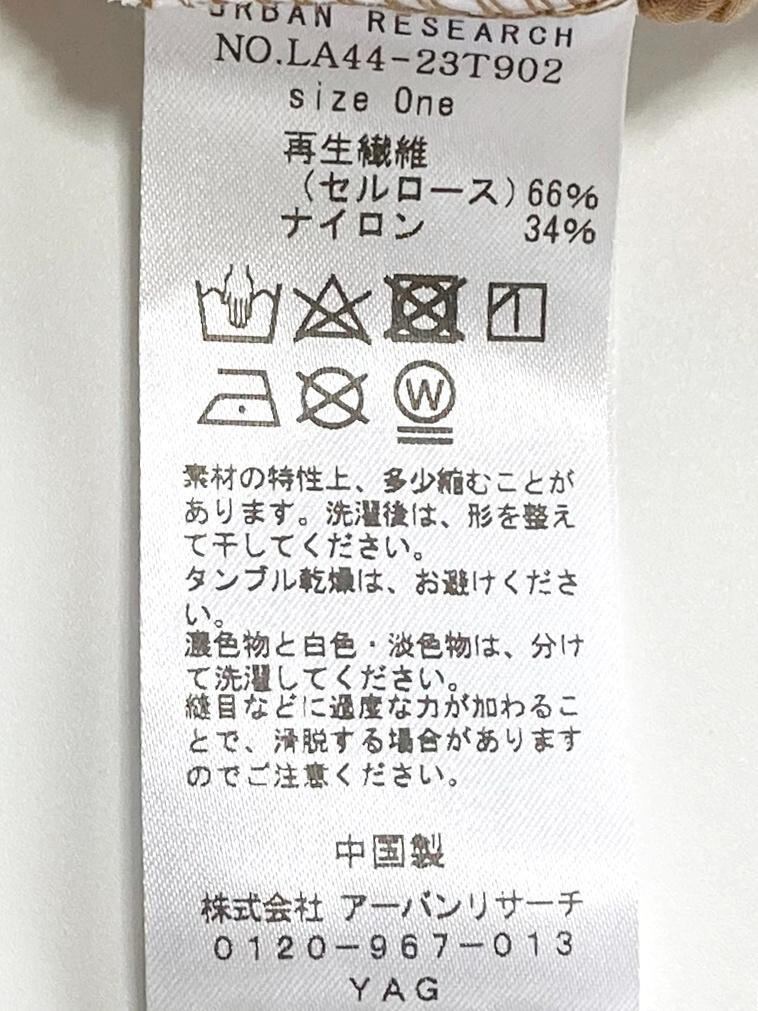 URBAN RESEARCH
NO.LA44-23T902
size One
再生繊維
（セルロース）66%
ナイロン 34%
W
素材の特性上、多少縮むことが
あります。洗濯後は、形を整え
て干してください。
タンブル乾燥は、お避けくださ
い。
濃色物と白色・淡色物は、分け
て洗濯してください。
縫目などに過度な力が加わるこ
とで、滑脱する場合があります
のでご注意ください。
中国製
株式会社 アーバンリサーチ
0120-967-013
YAG